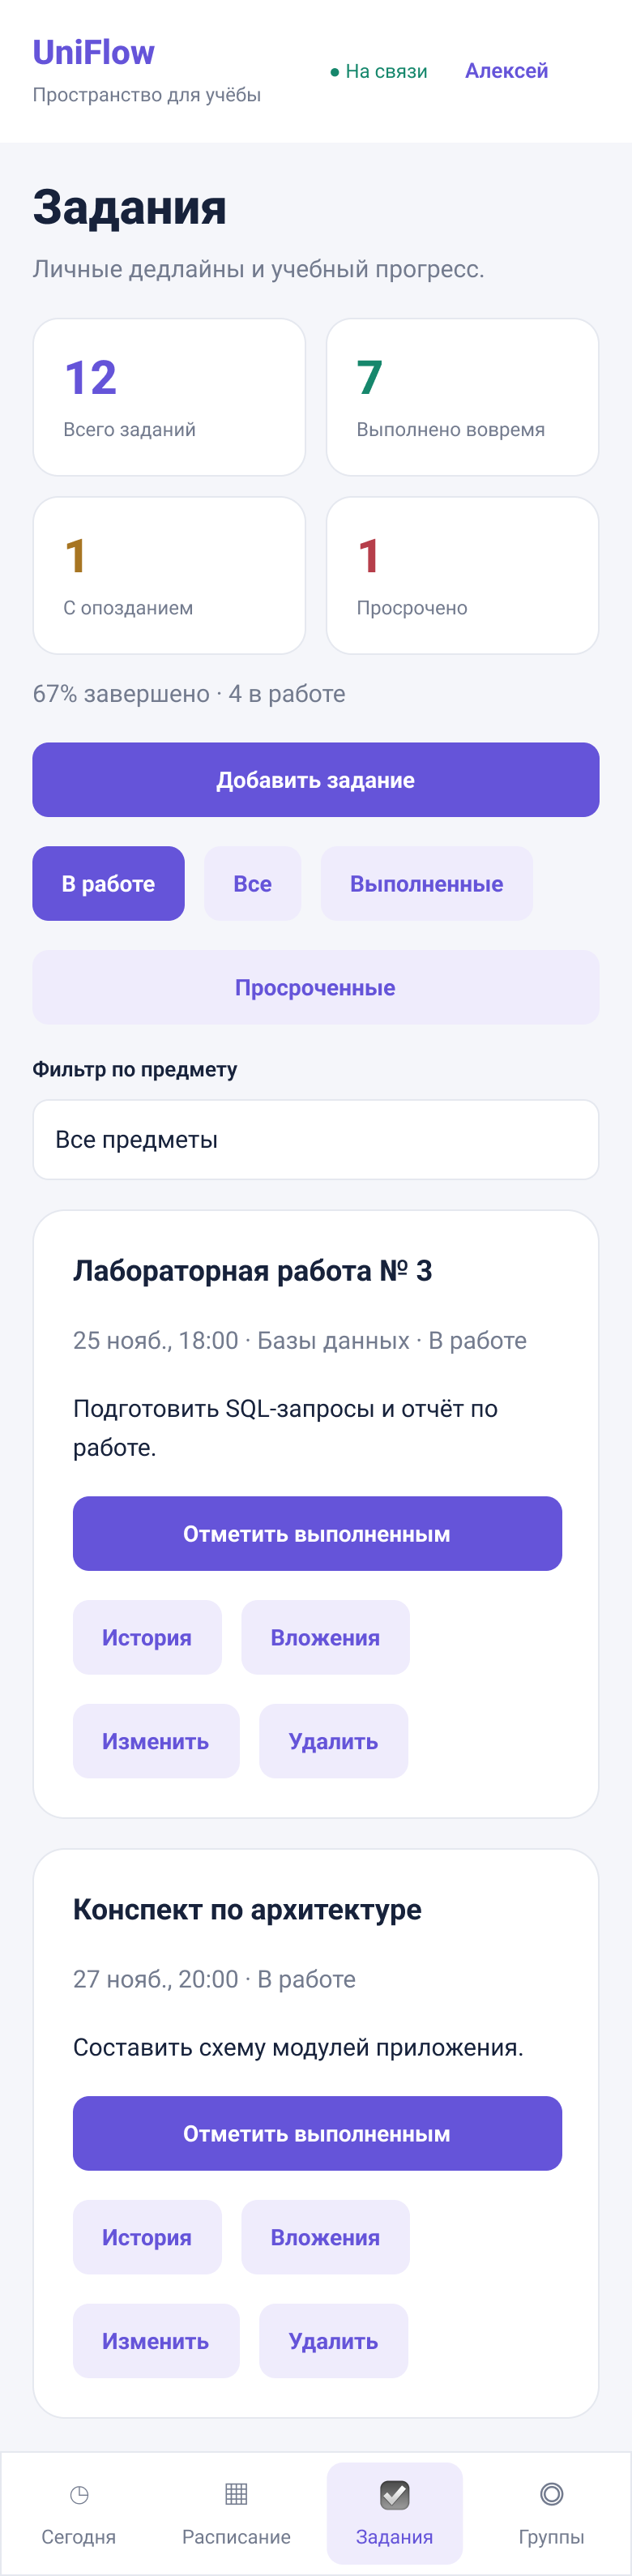 UniFlow
Пространство для учёбы
● На связи
Алексей
Задания
Личные дедлайны и учебный прогресс.
12
Всего заданий
7
Выполнено вовремя
1
С опозданием
1
Просрочено
67% завершено · 4 в работе
Добавить задание
В работе
Все
Выполненные
Просроченные
Фильтр по предмету
Все предметы
Лабораторная работа № 3
25 нояб., 18:00 · Базы данных · В работе
Подготовить SQL-запросы и отчёт по
работе.
Отметить выполненным
История
Вложения
Изменить
Удалить
Конспект по архитектуре
27 нояб., 20:00 · В работе
Составить схему модулей приложения.
Отметить выполненным
История
Вложения
Изменить
Удалить
Сегодня
Расписание
Задания
Группы